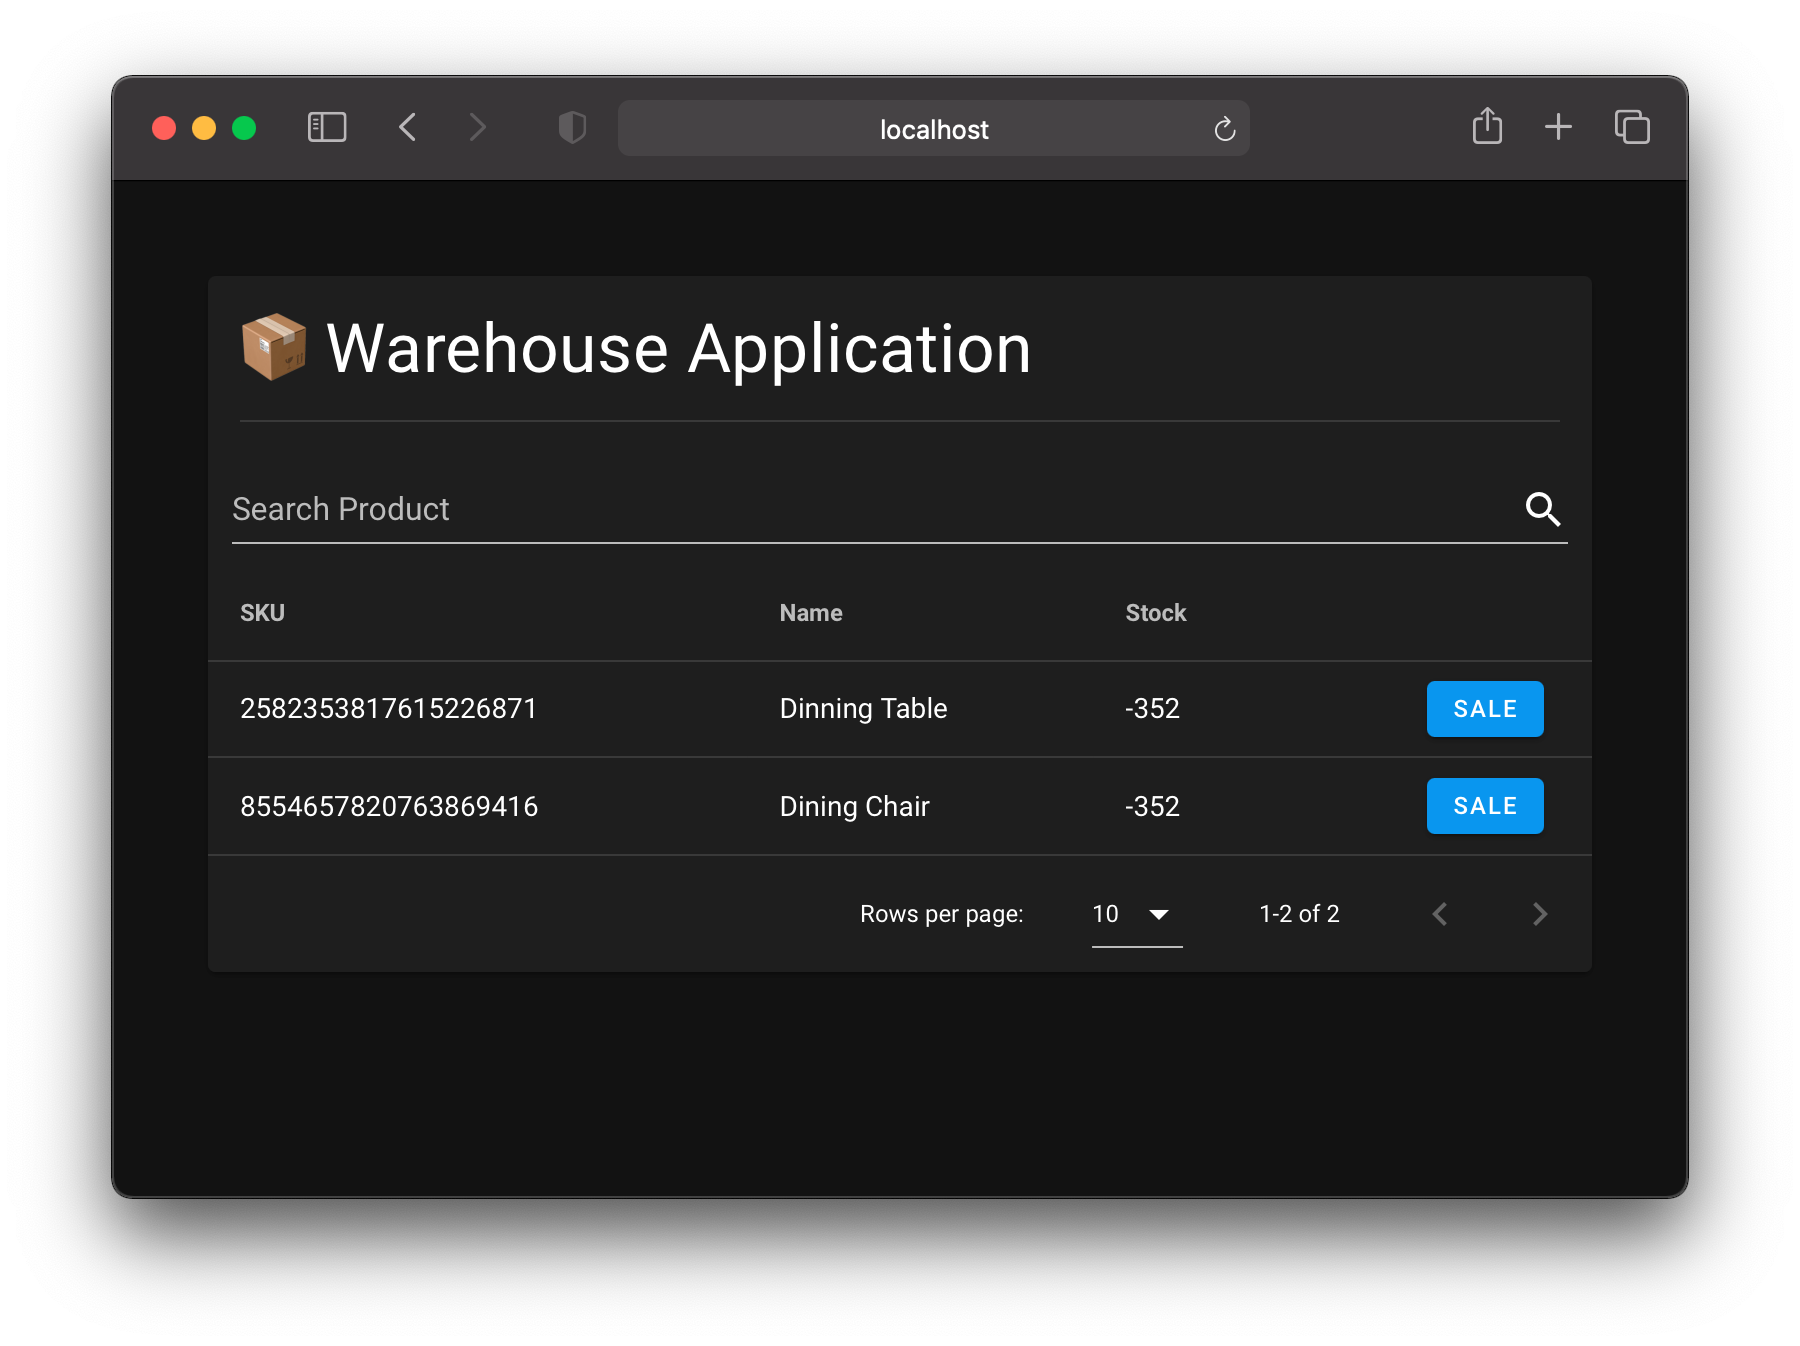 localhost
📦 Warehouse Application
Search Product
SKU Name Stock
2582353817615226871 Dinning Table -352 SALE
8554657820763869416 Dining Chair -352 SALE
Rows per page: 10 1-2 of 2